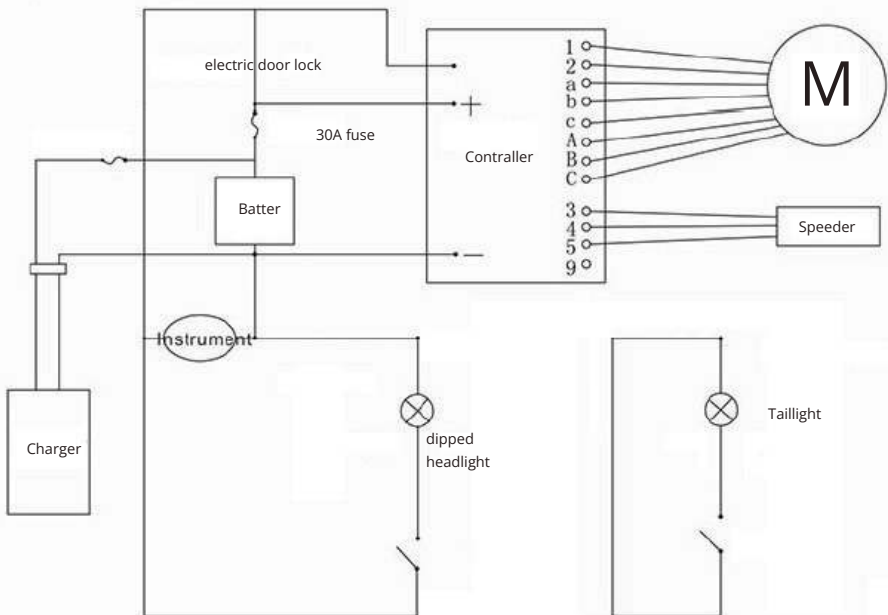 electric door lock
30A fuse
Contraller
Batter
+
−
1
2
a
b
c
A
B
C
3
4
5
9
M
Speeder
Instrument
Charger
dipped
headlight
Taillight